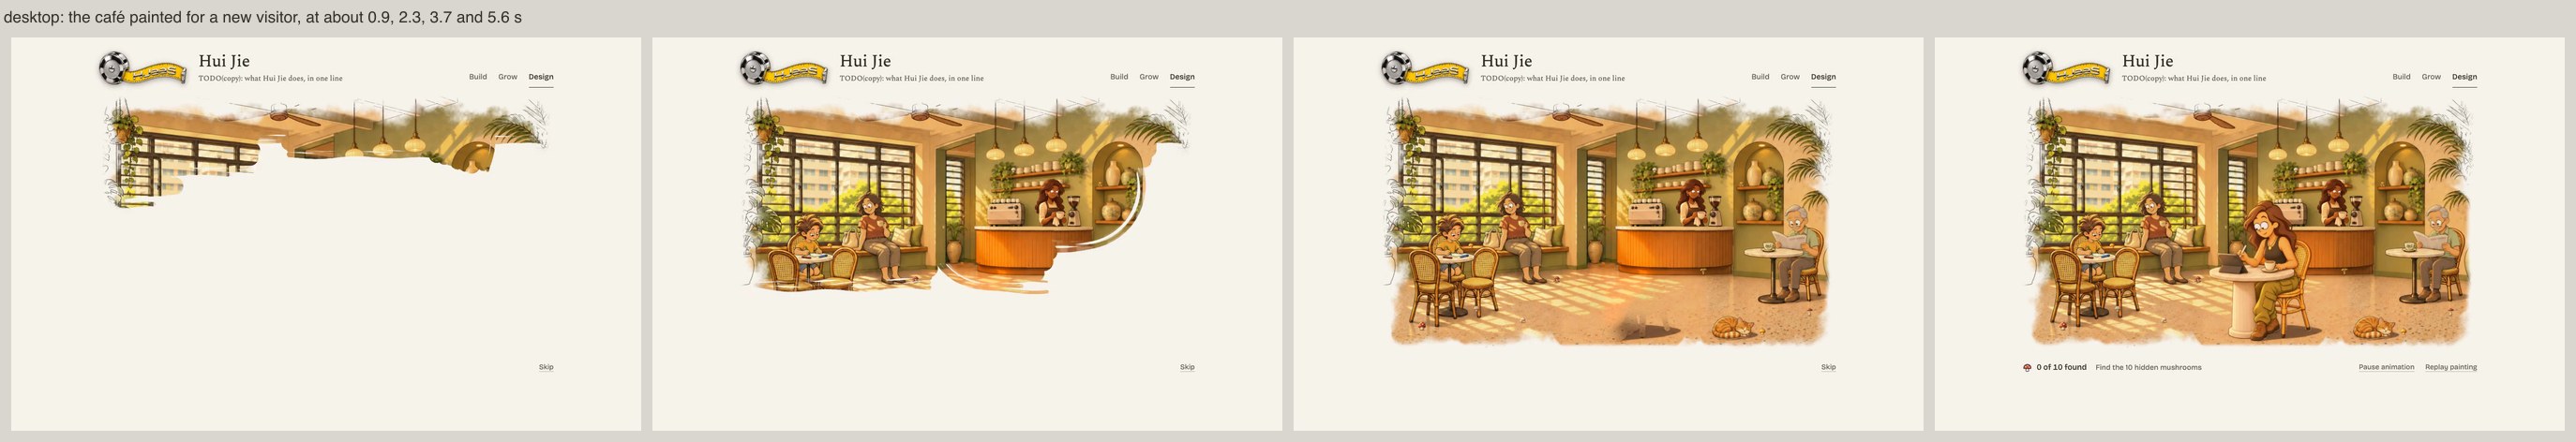 desktop: the café painted for a new visitor, at about 0.9, 2.3, 3.7 and 5.6 s
Hui Jie
TODO(copy): what Hui Jie does, in one line
Build Grow Design
Skip
Hui Jie
TODO(copy): what Hui Jie does, in one line
Build Grow Design
Skip
Hui Jie
TODO(copy): what Hui Jie does, in one line
Build Grow Design
Skip
Hui Jie
TODO(copy): what Hui Jie does, in one line
Build Grow Design
0 of 10 found Find the 10 hidden mushrooms Pause animation Replay painting